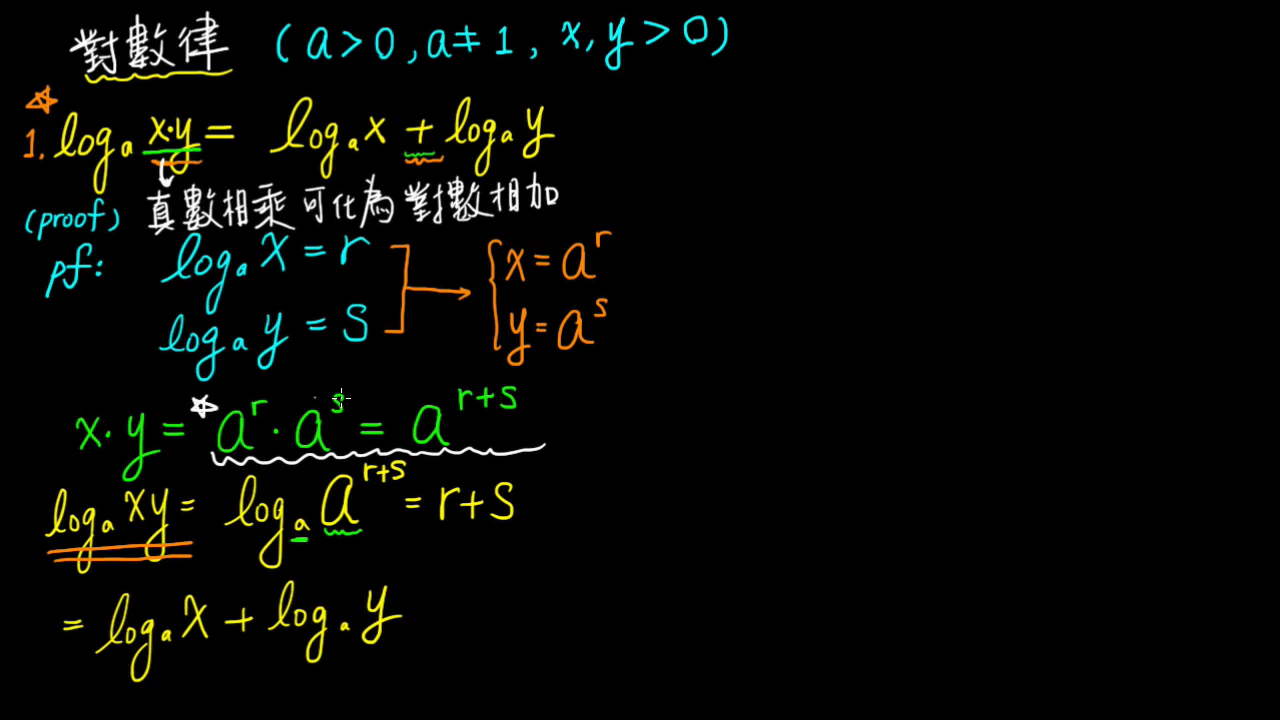 對數律 (a>0, a≠1, x, y>0)
1. logₐ x·y = logₐ x + logₐ y
(proof) 真數相乘可化為對數相加
pf: logₐ x = r
logₐ y = s
{ x = aʳ
y = aˢ
x·y = aʳ·aˢ = aʳ⁺ˢ
logₐ xy = logₐ aʳ⁺ˢ = r+s
= logₐ x + logₐ y